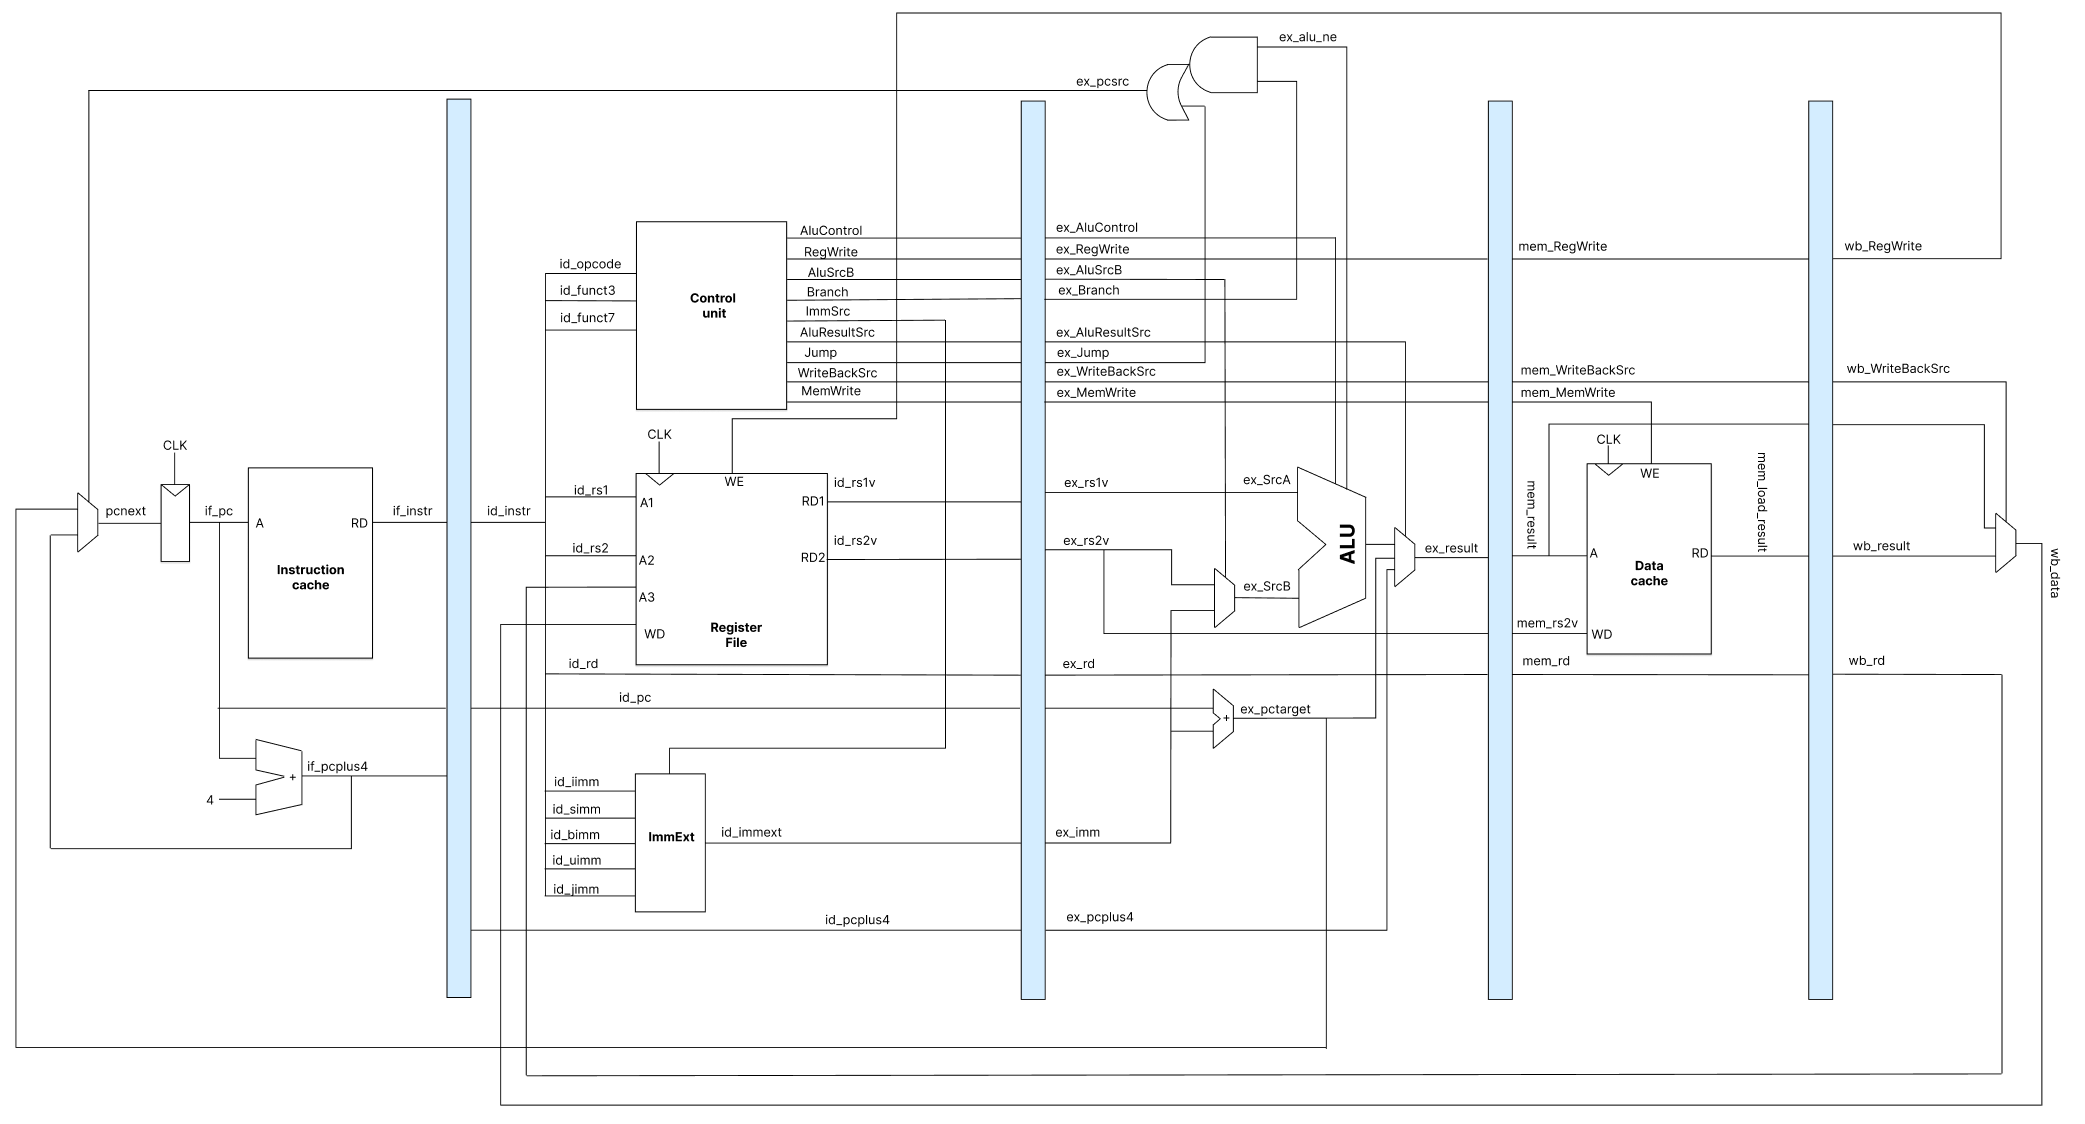 ex_alu_ne
ex_pcsrc
AluControl
ex_AluControl
RegWrite
ex_RegWrite
mem_RegWrite
wb_RegWrite
id_opcode
AluSrcB
ex_AluSrcB
id_funct3
Branch
ex_Branch
Control
unit
id_funct7
ImmSrc
AluResultSrc
ex_AluResultSrc
Jump
ex_Jump
WriteBackSrc
ex_WriteBackSrc
mem_WriteBackSrc
wb_WriteBackSrc
MemWrite
ex_MemWrite
mem_MemWrite
CLK
CLK
CLK
pcnext
if_pc
A
RD
Instruction
cache
if_instr
id_instr
id_rs1
A1
WE
RD1
id_rs1v
ex_rs1v
ex_SrcA
id_rs2
A2
RD2
id_rs2v
ex_rs2v
A3
WD
Register
File
ex_SrcB
ALU
ex_result
mem_result
WE
A
RD
Data
cache
WD
mem_load_result
wb_result
wb_data
mem_rs2v
id_rd
ex_rd
mem_rd
wb_rd
id_pc
+
ex_pctarget
if_pcplus4
+
4
id_iimm
id_simm
id_bimm
id_uimm
id_jimm
ImmExt
id_immext
ex_imm
id_pcplus4
ex_pcplus4